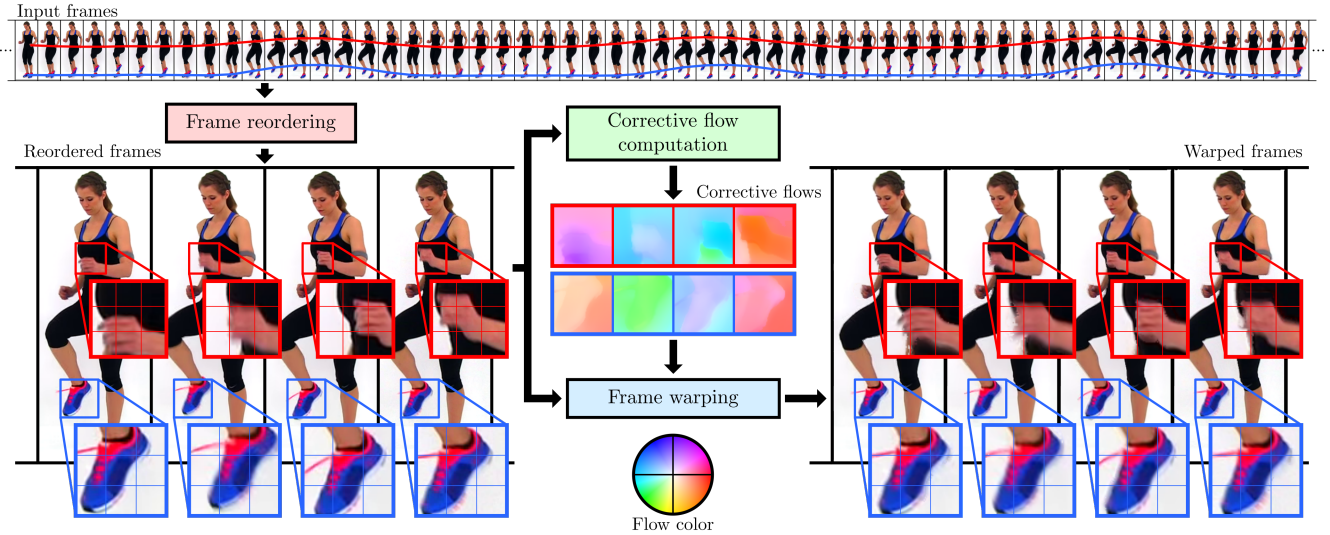 Input frames
...
...
Frame reordering
Reordered frames
Corrective flow
computation
Corrective flows
Warped frames
Frame warping
Flow color